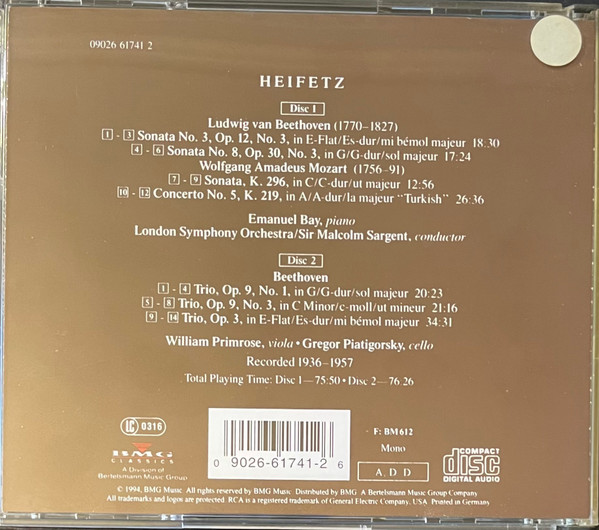 09026 61741 2
HEIFETZ
Disc 1
Ludwig van Beethoven (1770–1827)
1 - 3 Sonata No. 3, Op. 12, No. 3, in E-Flat/Es-dur/mi bémol majeur 18:30
4 - 6 Sonata No. 8, Op. 30, No. 3, in G/G-dur/sol majeur 17:24
Wolfgang Amadeus Mozart (1756–91)
7 - 9 Sonata, K. 296, in C/C-dur/ut majeur 12:56
10 - 12 Concerto No. 5, K. 219, in A/A-dur/la majeur "Turkish" 26:36
Emanuel Bay, piano
London Symphony Orchestra/Sir Malcolm Sargent, conductor
Disc 2
Beethoven
1 - 4 Trio, Op. 9, No. 1, in G/G-dur/sol majeur 20:23
5 - 8 Trio, Op. 9, No. 3, in C Minor/c-moll/ut mineur 21:16
9 - 14 Trio, Op. 3, in E-Flat/Es-dur/mi bémol majeur 34:31
William Primrose, viola • Gregor Piatigorsky, cello
Recorded 1936–1957
Total Playing Time: Disc 1—75:50 • Disc 2—76:26
LC 0316
BMG
CLASSICS
A Division of
Bertelsmann Music Group
0 9026-61741-2 6
F: BM 612
Mono
A D D
COMPACT
disc
DIGITAL AUDIO
© 1994, BMG Music. All rights reserved by BMG Music. Distributed by BMG. A Bertelsmann Music Group Company.
All trademarks and logos are protected. RCA is a registered trademark of General Electric Company, USA. Printed in Germany